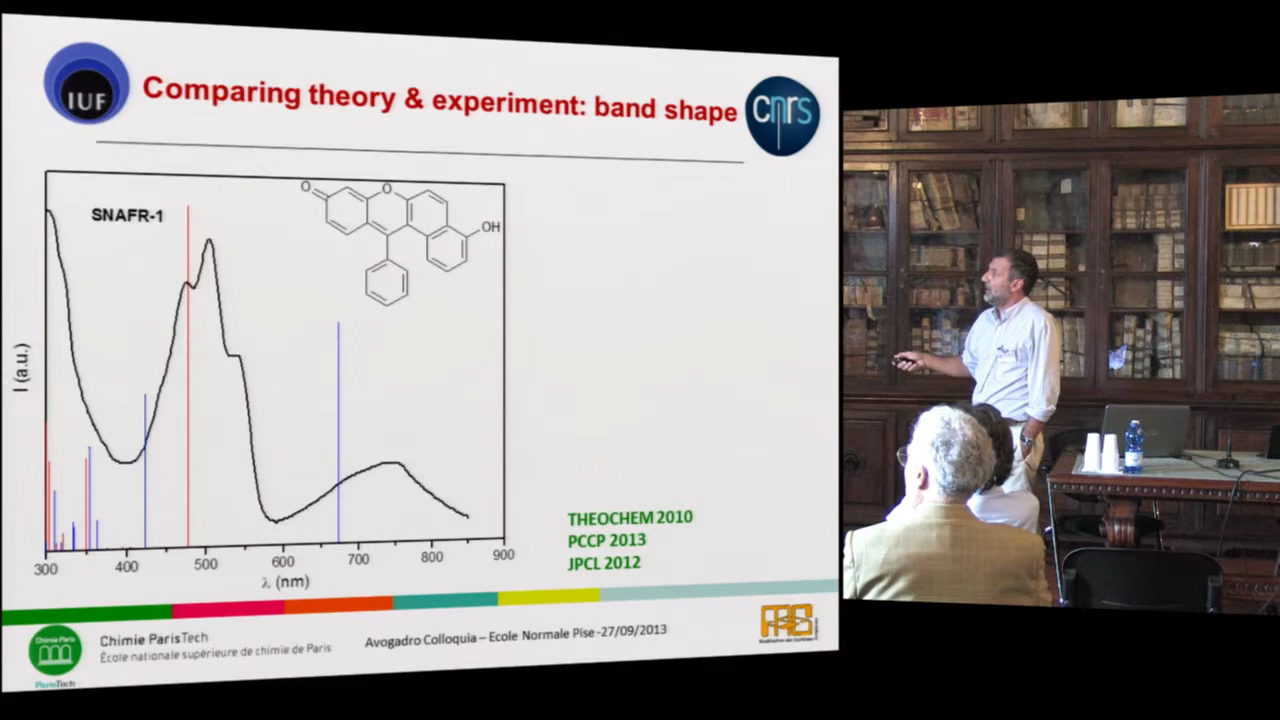 IUF
Comparing theory & experiment: band shape
cnrs
SNAFR-1
O
O
OH
I (a.u.)
300 400 500 600 700 800 900
λ (nm)
THEOCHEM 2010
PCCP 2013
JPCL 2012
Chimie ParisTech
École nationale supérieure de chimie de Paris
Avogadro Colloquia – Ecole Normale Pise -27/09/2013
Chimie Paris
ParisTech